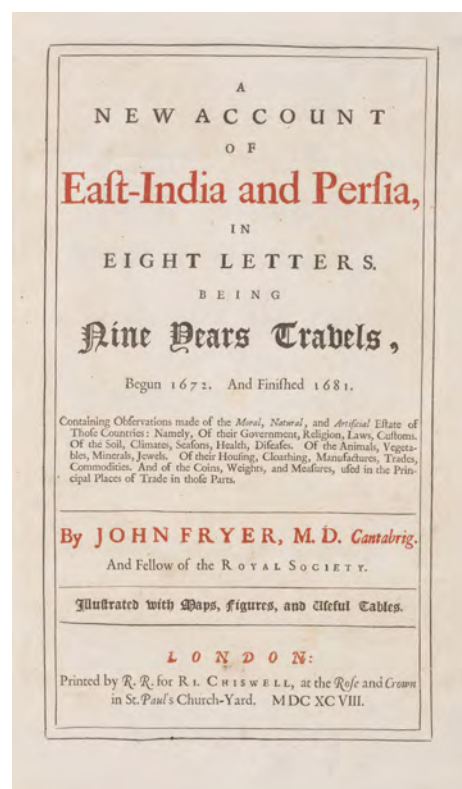 A
NEW ACCOUNT
OF
Eaſt-India and Perſia,
IN
EIGHT LETTERS.
BEING
Nine Years Travels,
Begun 1672. And Finiſhed 1681.
Containing Obſervations made of the Moral, Natural, and Artificial Eſtate of
Thoſe Countries: Namely, Of their Government, Religion, Laws, Cuſtoms.
Of the Soil, Climates, Seaſons, Health, Diſeaſes. Of the Animals, Vegeta-
bles, Minerals, Jewels. Of their Houſing, Cloathing, Manufactures, Trades,
Commodities. And of the Coins, Weights, and Meaſures, uſed in the Prin-
cipal Places of Trade in thoſe Parts.
By JOHN FRYER, M. D. Cantabrig.
And Fellow of the ROYAL SOCIETY.
Illuſtrated with Maps, Figures, and Uſeful Tables.
LONDON:
Printed by R. R. for RI. CHISWELL, at the Roſe and Crown
in St. Paul's Church-Yard. MDCXCVIII.